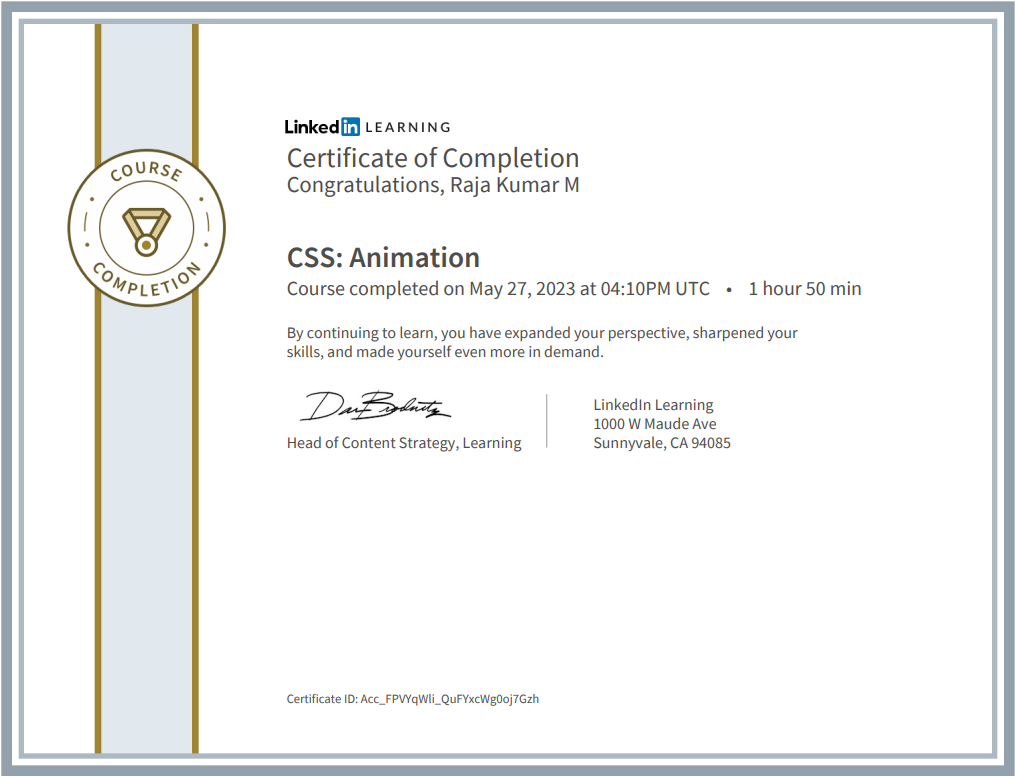 COURSE
COMPLETION
Linked in LEARNING
Certificate of Completion
Congratulations, Raja Kumar M
CSS: Animation
Course completed on May 27, 2023 at 04:10PM UTC • 1 hour 50 min
By continuing to learn, you have expanded your perspective, sharpened your
skills, and made yourself even more in demand.
Head of Content Strategy, Learning
LinkedIn Learning
1000 W Maude Ave
Sunnyvale, CA 94085
Certificate ID: Acc_FPVYqWli_QuFYxcWg0oj7Gzh